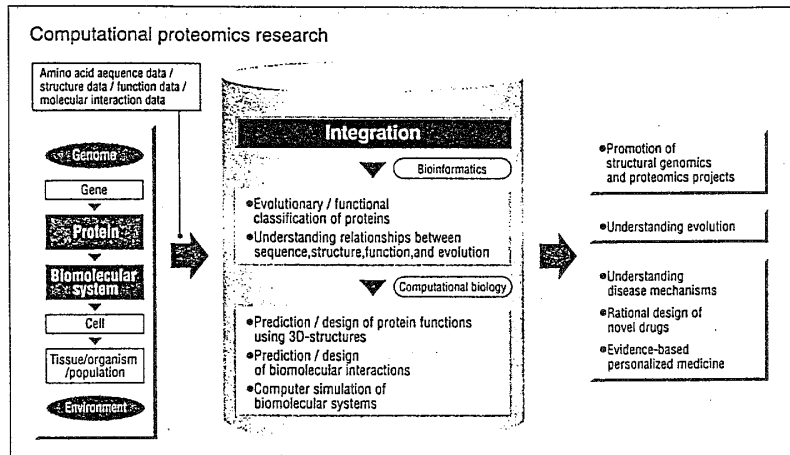 Computational proteomics research
Amino acid aequence data /
structure data / function data /
molecular interaction data
Genome
Gene
Protein
Biomolecular
system
Cell
Tissue/organism
/population
Environment
Integration
Bioinformatics
●Evolutionary / functional
classification of proteins
●Understanding relationships between
sequence,structure,function,and evolution
Computational biology
●Prediction / design of protein functions
using 3D-structures
●Prediction / design
of biomolecular interactions
●Computer simulation of
biomolecular systems
●Promotion of
structural genomics
and proteomics projects
●Understanding evolution
●Understanding
disease mechanisms
●Rational design of
novel drugs
●Evidence-based
personalized medicine